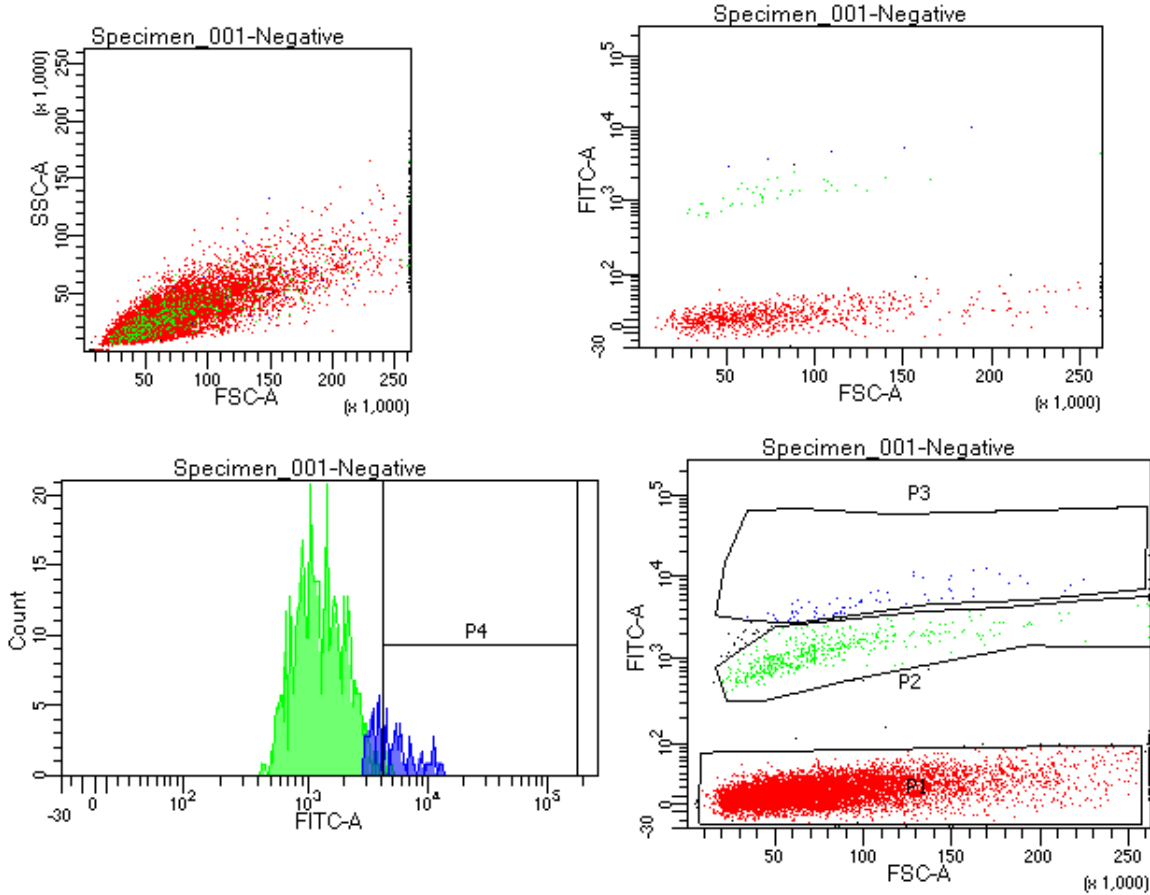 Specimen_001-Negative
(x 1,000)
SSC-A
50 100 150 200 250
50 100 150 200 250
FSC-A
(x 1,000)
Specimen_001-Negative
FITC-A
-30 0 10^2 10^3 10^4 10^5
50 100 150 200 250
FSC-A
(x 1,000)
Specimen_001-Negative
Count
0 5 10 15 20
P4
-30 0 10^2 10^3 10^4 10^5
FITC-A
Specimen_001-Negative
FITC-A
-30 0 10^2 10^3 10^4 10^5
P3
P2
P1
50 100 150 200 250
FSC-A
(x 1,000)